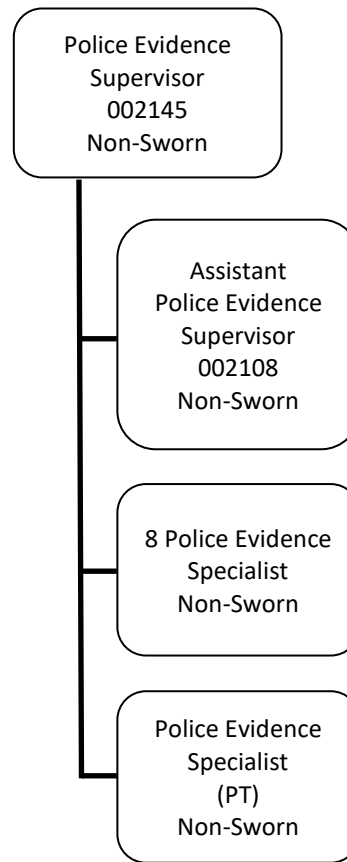 Police Evidence
Supervisor
002145
Non-Sworn
Assistant
Police Evidence
Supervisor
002108
Non-Sworn
8 Police Evidence
Specialist
Non-Sworn
Police Evidence
Specialist
(PT)
Non-Sworn